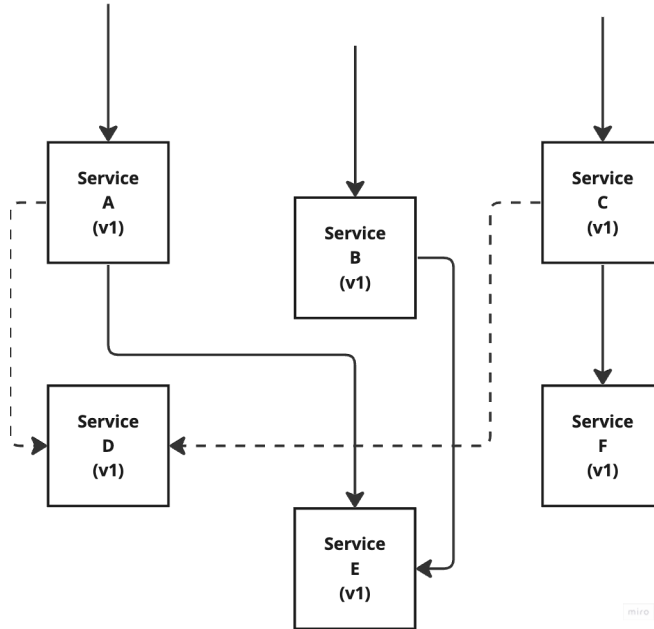 Service
A
(v1)
Service
B
(v1)
Service
C
(v1)
Service
D
(v1)
Service
E
(v1)
Service
F
(v1)
miro